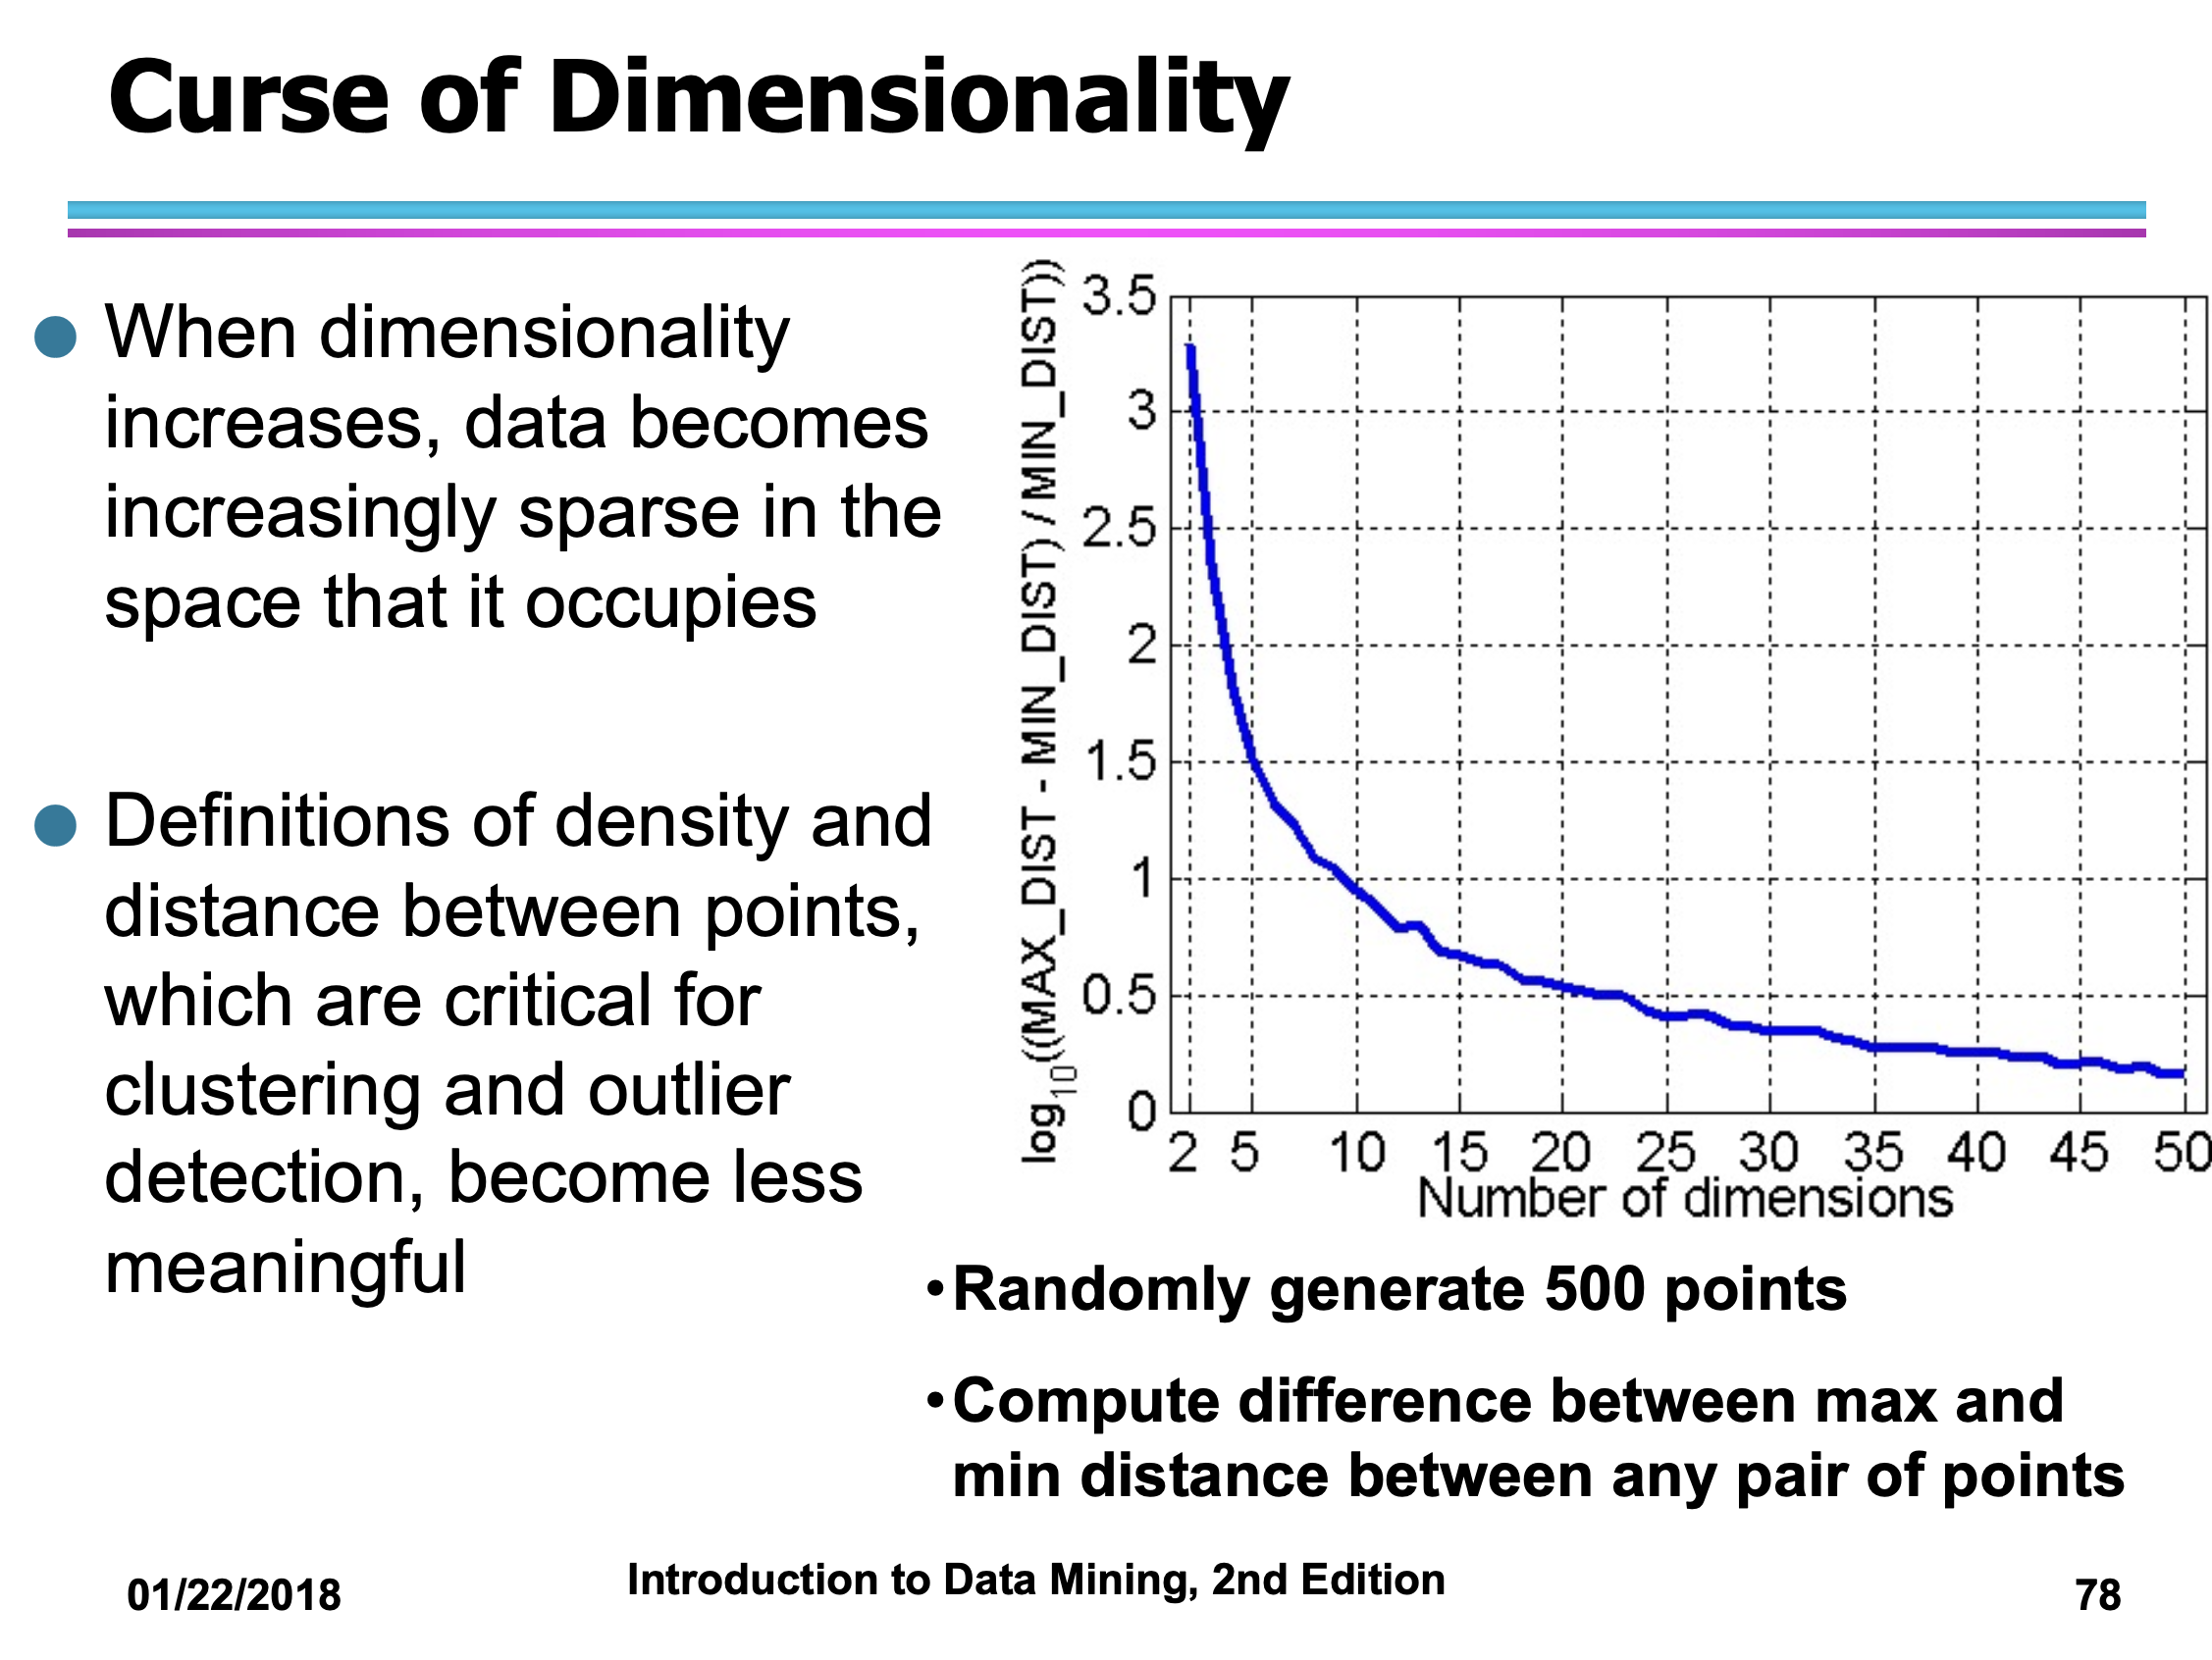 Curse of Dimensionality
When dimensionality
increases, data becomes
increasingly sparse in the
space that it occupies
Definitions of density and
distance between points,
which are critical for
clustering and outlier
detection, become less
meaningful
log10((MAX_DIST - MIN_DIST) / MIN_DIST))
3.5
3
2.5
2
1.5
1
0.5
0
2 5 10 15 20 25 30 35 40 45 50
Number of dimensions
•Randomly generate 500 points
•Compute difference between max and
min distance between any pair of points
01/22/2018 Introduction to Data Mining, 2nd Edition 78